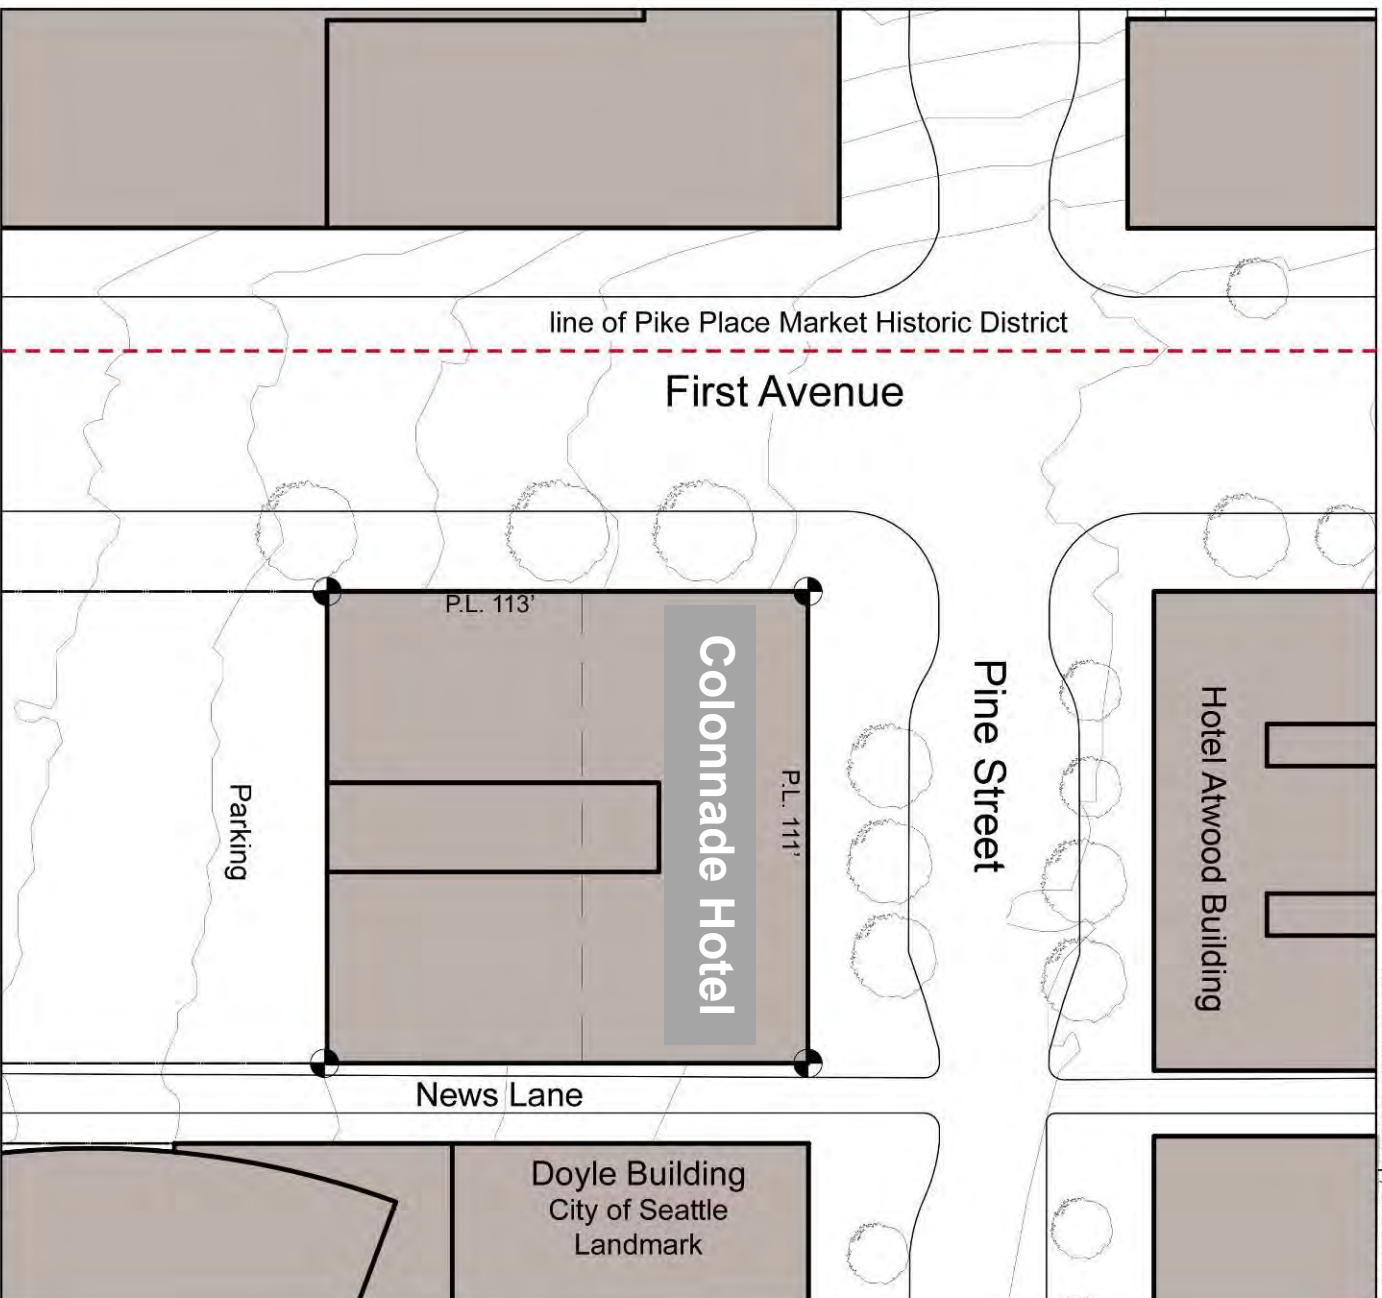 line of Pike Place Market Historic District
First Avenue
P.L. 113’
Colonnade Hotel
P.L. 111’
Pine Street
Hotel Atwood Building
Parking
News Lane
Doyle Building
City of Seattle
Landmark